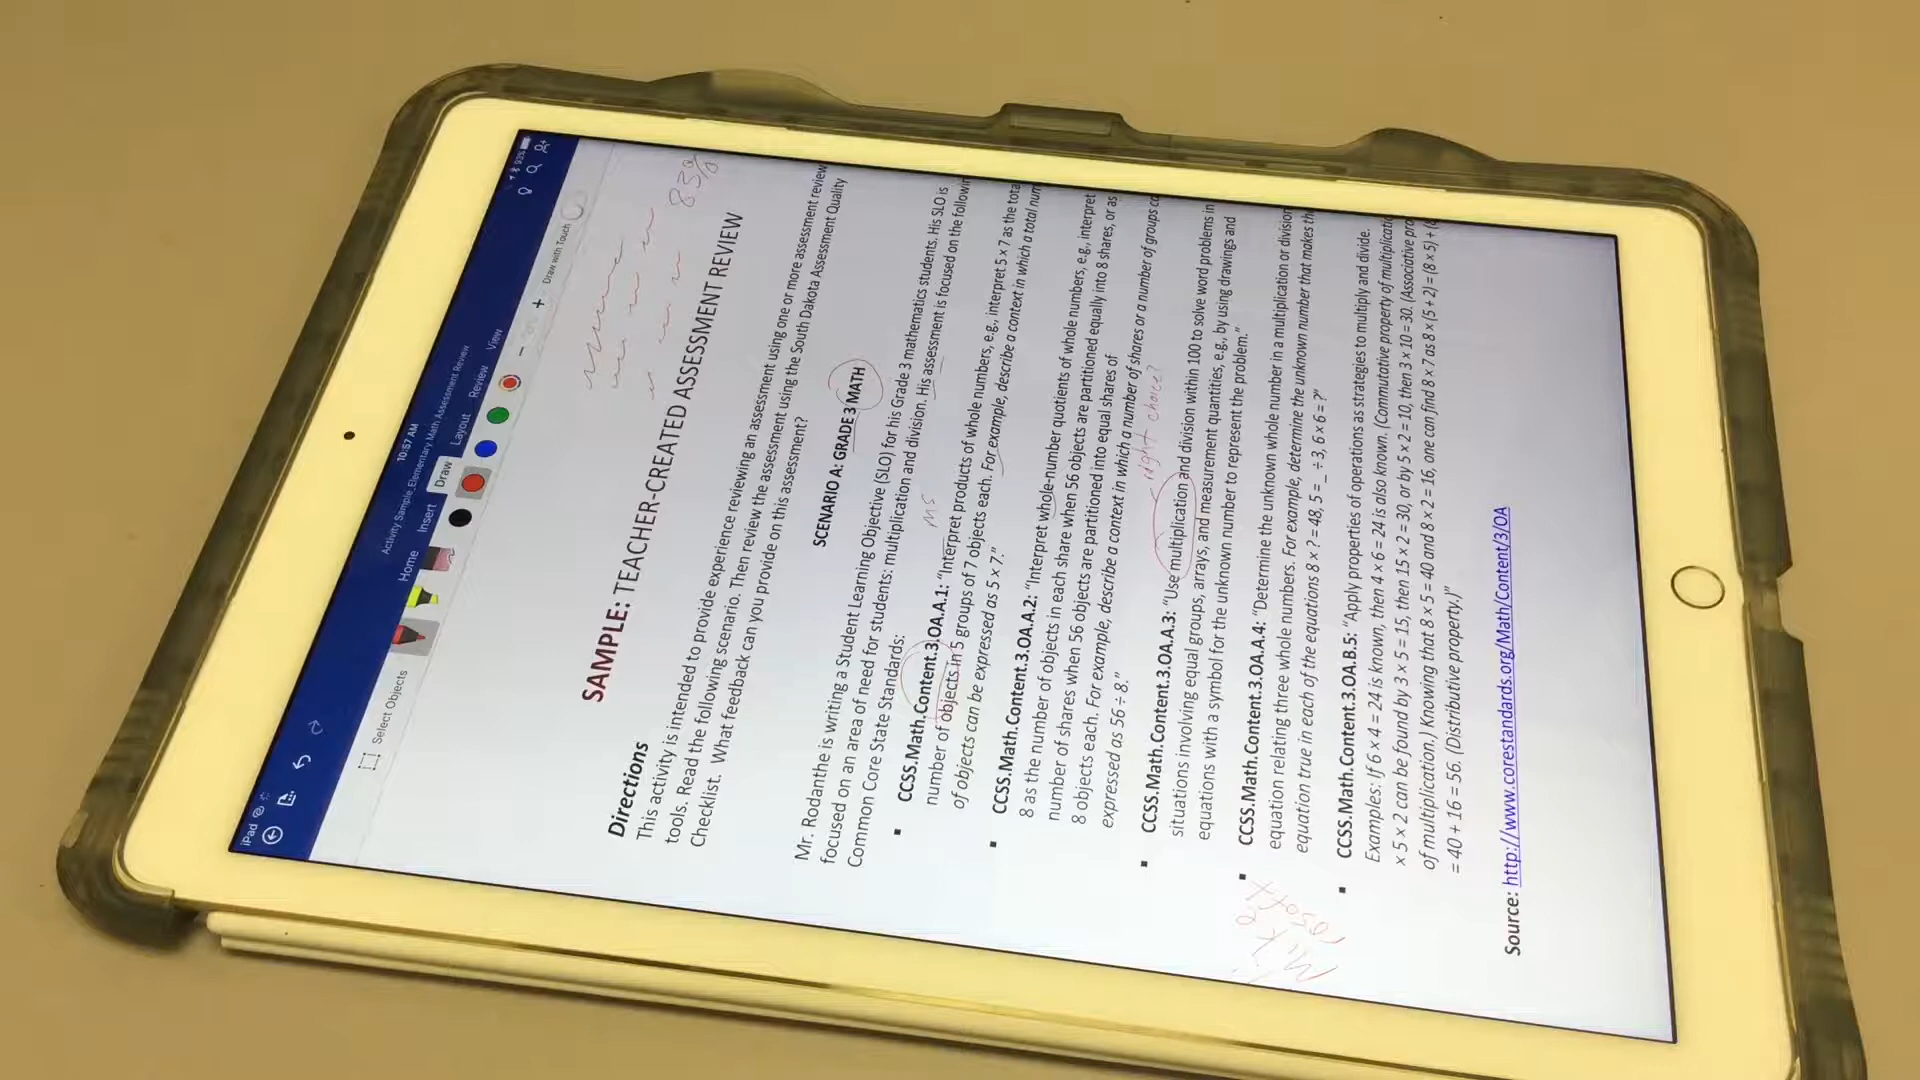 iPad
10:57 AM
93%
Activity Sample_Elementary Math Assessment Review
Home Insert Draw Layout Review View
Select Objects
Draw with Touch
83%
SAMPLE: TEACHER-CREATED ASSESSMENT REVIEW
Directions
This activity is intended to provide experience reviewing an assessment using one or more assessment review
tools. Read the following scenario. Then review the assessment using the South Dakota Assessment Quality
Checklist. What feedback can you provide on this assessment?
SCENARIO A: GRADE 3 MATH
Mr. Rodanthe is writing a Student Learning Objective (SLO) for his Grade 3 mathematics students. His SLO is
focused on an area of need for students: multiplication and division. His assessment is focused on the followin
Common Core State Standards:
MS
▪ CCSS.Math.Content.3.OA.A.1: “Interpret products of whole numbers, e.g., interpret 5 x 7 as the tota
number of objects in 5 groups of 7 objects each. For example, describe a context in which a total num
of objects can be expressed as 5 x 7.”
▪ CCSS.Math.Content.3.OA.A.2: “Interpret whole-number quotients of whole numbers, e.g., interpret
8 as the number of objects in each share when 56 objects are partitioned equally into 8 shares, or as
number of shares when 56 objects are partitioned into equal shares of
8 objects each. For example, describe a context in which a number of shares or a number of groups
expressed as 56 ÷ 8.”
right choice?
▪ CCSS.Math.Content.3.OA.A.3: “Use multiplication and division within 100 to solve word problems in
situations involving equal groups, arrays, and measurement quantities, e.g., by using drawings and
equations with a symbol for the unknown number to represent the problem.”
▪ CCSS.Math.Content.3.OA.A.4: “Determine the unknown whole number in a multiplication or division
equation relating three whole numbers. For example, determine the unknown number that makes th
equation true in each of the equations 8 x ? = 48, 5 = _ ÷ 3, 6 x 6 = ?”
▪ CCSS.Math.Content.3.OA.B.5: “Apply properties of operations as strategies to multiply and divide.
Examples: If 6 x 4 = 24 is known, then 4 x 6 = 24 is also known. (Commutative property of multiplicati
x 5 x 2 can be found by 3 x 5 = 15, then 15 x 2 = 30, or by 5 x 2 = 10, then 3 x 10 = 30. (Associative pro
of multiplication.) Knowing that 8 x 5 = 40 and 8 x 2 = 16, one can find 8 x 7 as 8 x (5 + 2) = (8 x 5) + (
= 40 + 16 = 56. (Distributive property.)”
Source: http://www.corestandards.org/Math/Content/3/OA